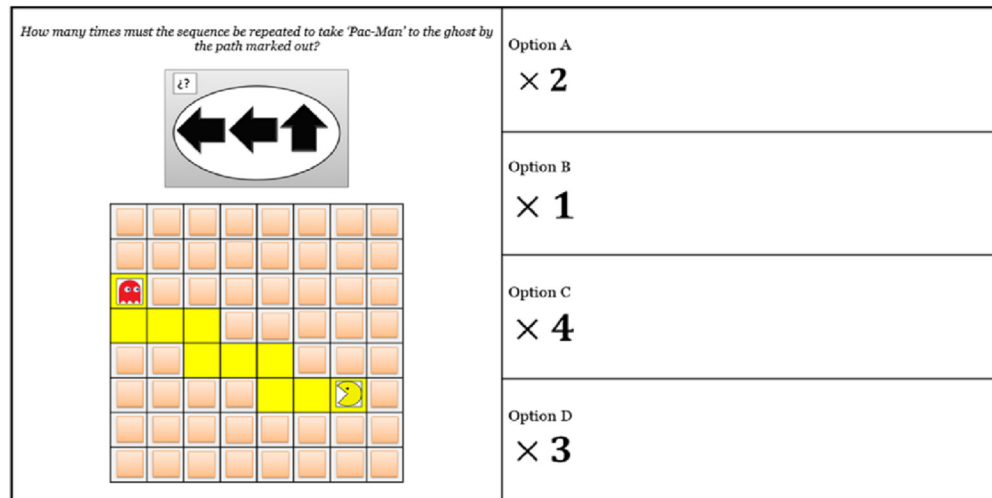 How many times must the sequence be repeated to take 'Pac-Man' to the ghost by
the path marked out?
¿?
Option A
× 2
Option B
× 1
Option C
× 4
Option D
× 3